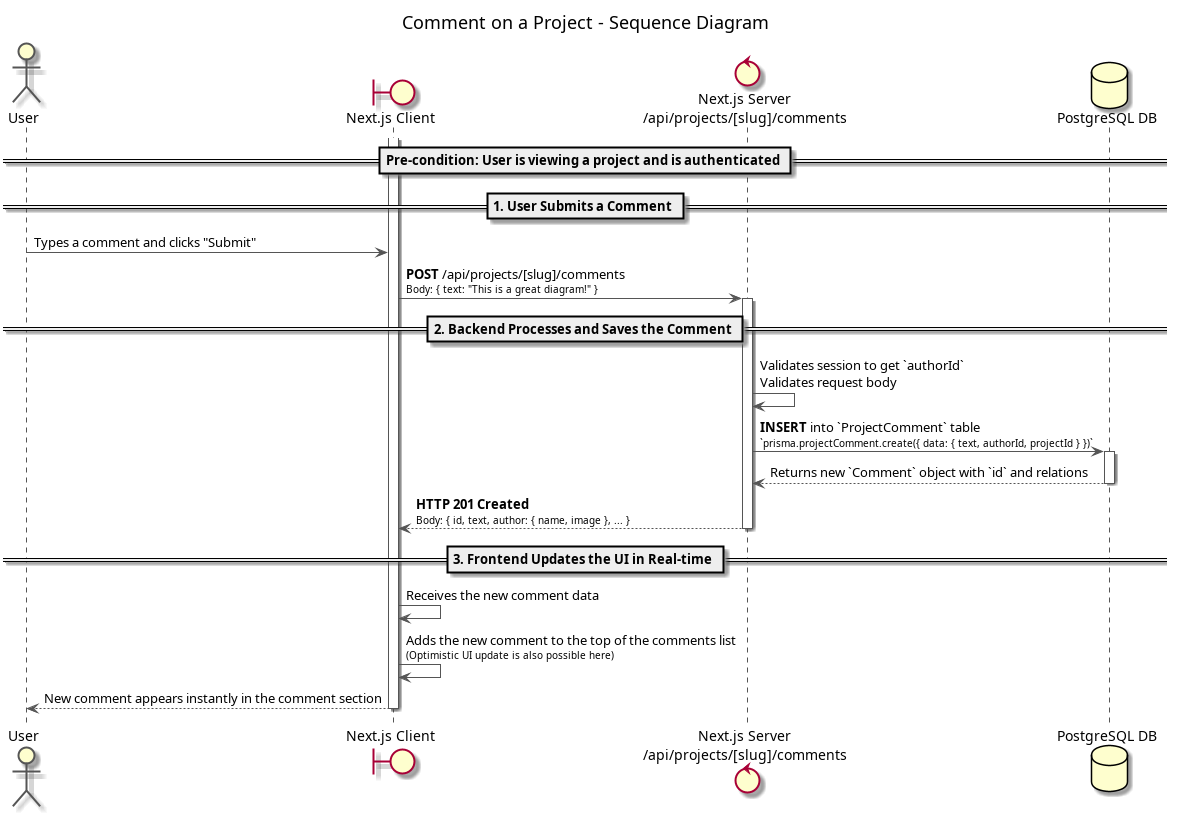 Comment on a Project - Sequence Diagram
User
Next.js Client
Next.js Server
/api/projects/[slug]/comments
PostgreSQL DB
Pre-condition: User is viewing a project and is authenticated
1. User Submits a Comment
Types a comment and clicks "Submit"
POST /api/projects/[slug]/comments
Body: { text: "This is a great diagram!" }
2. Backend Processes and Saves the Comment
Validates session to get `authorId`
Validates request body
INSERT into `ProjectComment` table
`prisma.projectComment.create({ data: { text, authorId, projectId } })`
Returns new `Comment` object with `id` and relations
HTTP 201 Created
Body: { id, text, author: { name, image }, ... }
3. Frontend Updates the UI in Real-time
Receives the new comment data
Adds the new comment to the top of the comments list
(Optimistic UI update is also possible here)
New comment appears instantly in the comment section
User
Next.js Client
Next.js Server
/api/projects/[slug]/comments
PostgreSQL DB